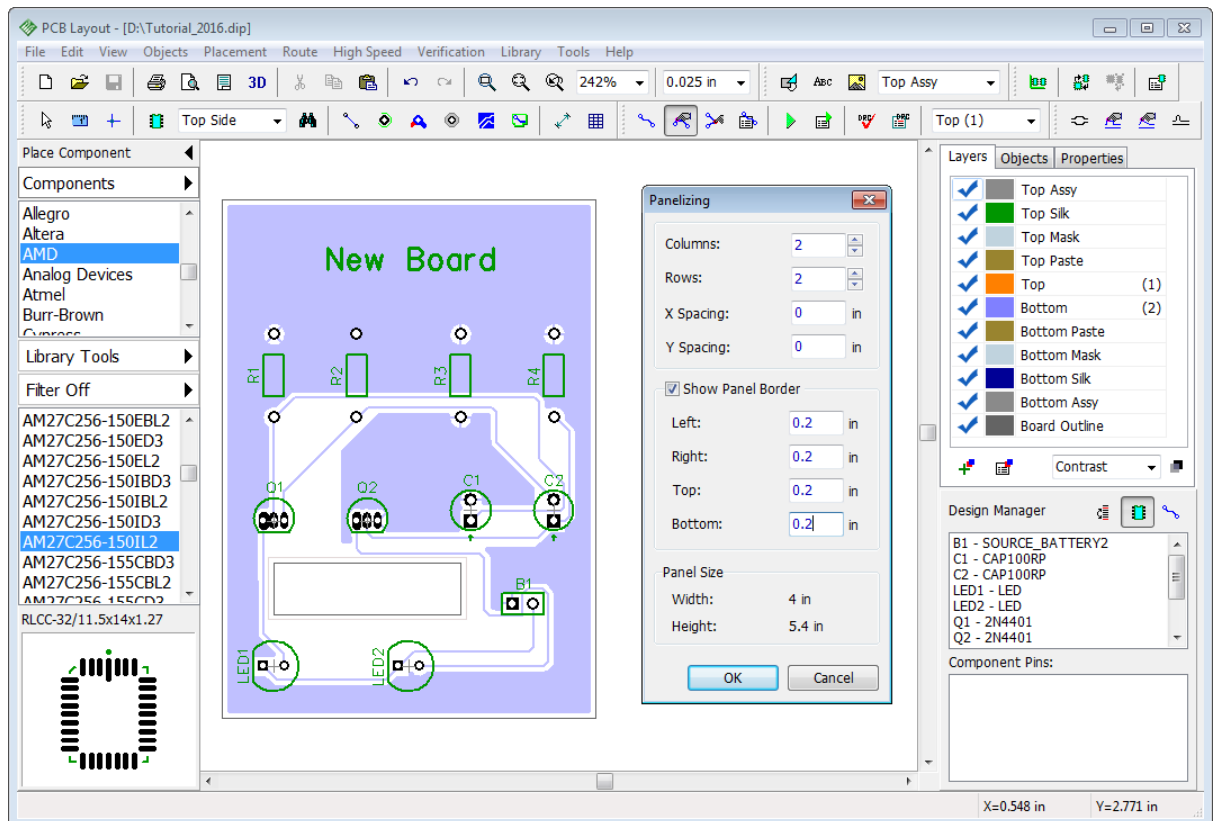 PCB Layout - [D:\Tutorial_2016.dip]
File Edit View Objects Placement Route High Speed Verification Library Tools Help
3D 242% 0.025 in ABC Top Assy
Top Side DRC DRC Top (1)
Place Component
Components
Allegro
Altera
AMD
Analog Devices
Atmel
Burr-Brown
Cypress
Library Tools
Filter Off
AM27C256-150EBL2
AM27C256-150ED3
AM27C256-150EL2
AM27C256-150IBD3
AM27C256-150IBL2
AM27C256-150ID3
AM27C256-150IL2
AM27C256-155CBD3
AM27C256-155CBL2
AM27C256-155CD3
RLCC-32/11.5x14x1.27
New Board
R1 R2 R3 R4
Q1 Q2 C1 C2
B1
LED1 LED2
Panelizing
Columns: 2
Rows: 2
X Spacing: 0 in
Y Spacing: 0 in
Show Panel Border
Left: 0.2 in
Right: 0.2 in
Top: 0.2 in
Bottom: 0.2 in
Panel Size
Width: 4 in
Height: 5.4 in
OK Cancel
Layers Objects Properties
Top Assy
Top Silk
Top Mask
Top Paste
Top (1)
Bottom (2)
Bottom Paste
Bottom Mask
Bottom Silk
Bottom Assy
Board Outline
Contrast
Design Manager
B1 - SOURCE_BATTERY2
C1 - CAP100RP
C2 - CAP100RP
LED1 - LED
LED2 - LED
Q1 - 2N4401
Q2 - 2N4401
Component Pins:
X=0.548 in Y=2.771 in